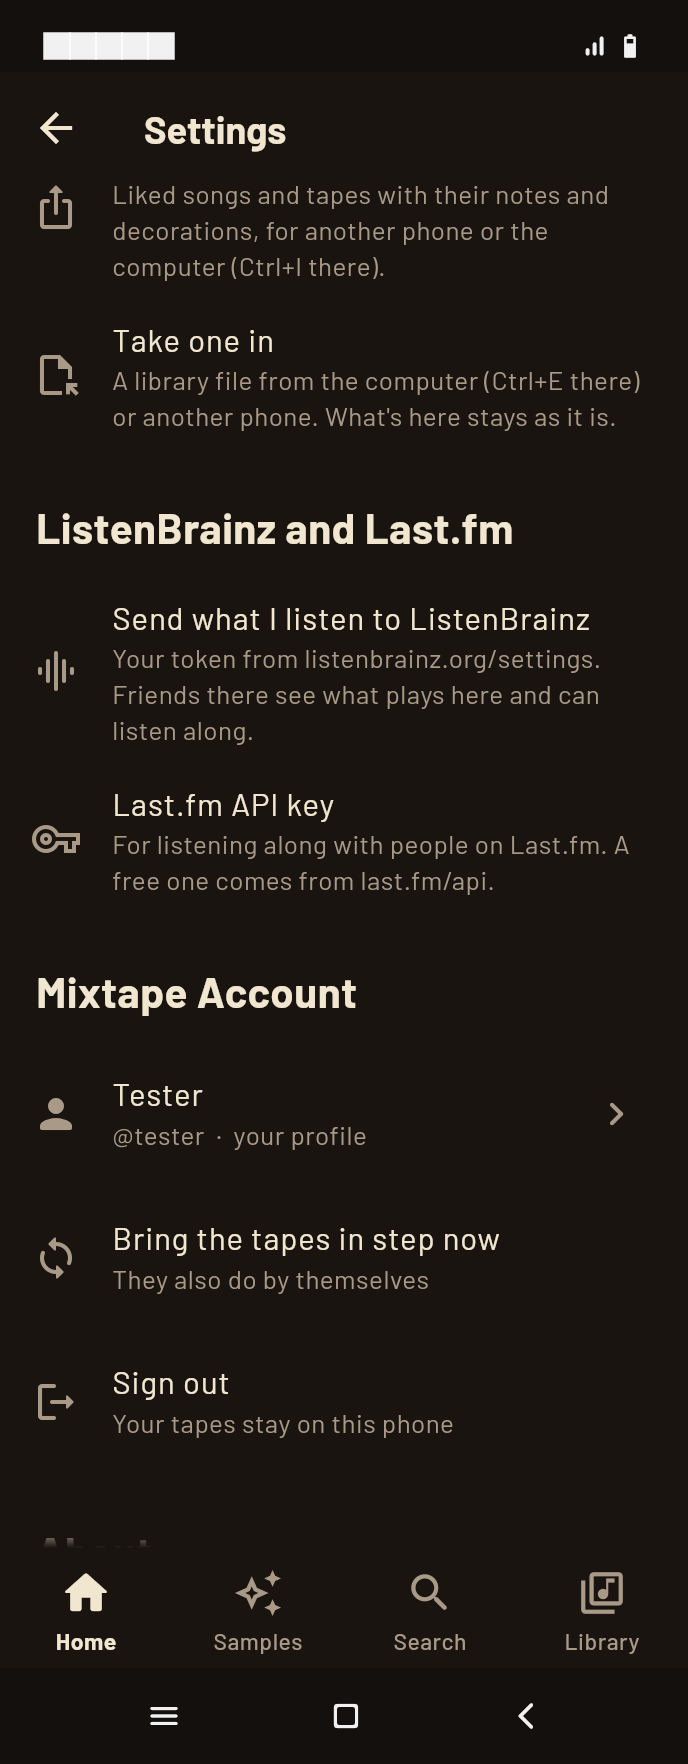 Settings
Liked songs and tapes with their notes and
decorations, for another phone or the
computer (Ctrl+I there).
Take one in
A library file from the computer (Ctrl+E there)
or another phone. What's here stays as it is.
ListenBrainz and Last.fm
Send what I listen to ListenBrainz
Your token from listenbrainz.org/settings.
Friends there see what plays here and can
listen along.
Last.fm API key
For listening along with people on Last.fm. A
free one comes from last.fm/api.
Mixtape Account
Tester
@tester · your profile
Bring the tapes in step now
They also do by themselves
Sign out
Your tapes stay on this phone
Home
Samples
Search
Library